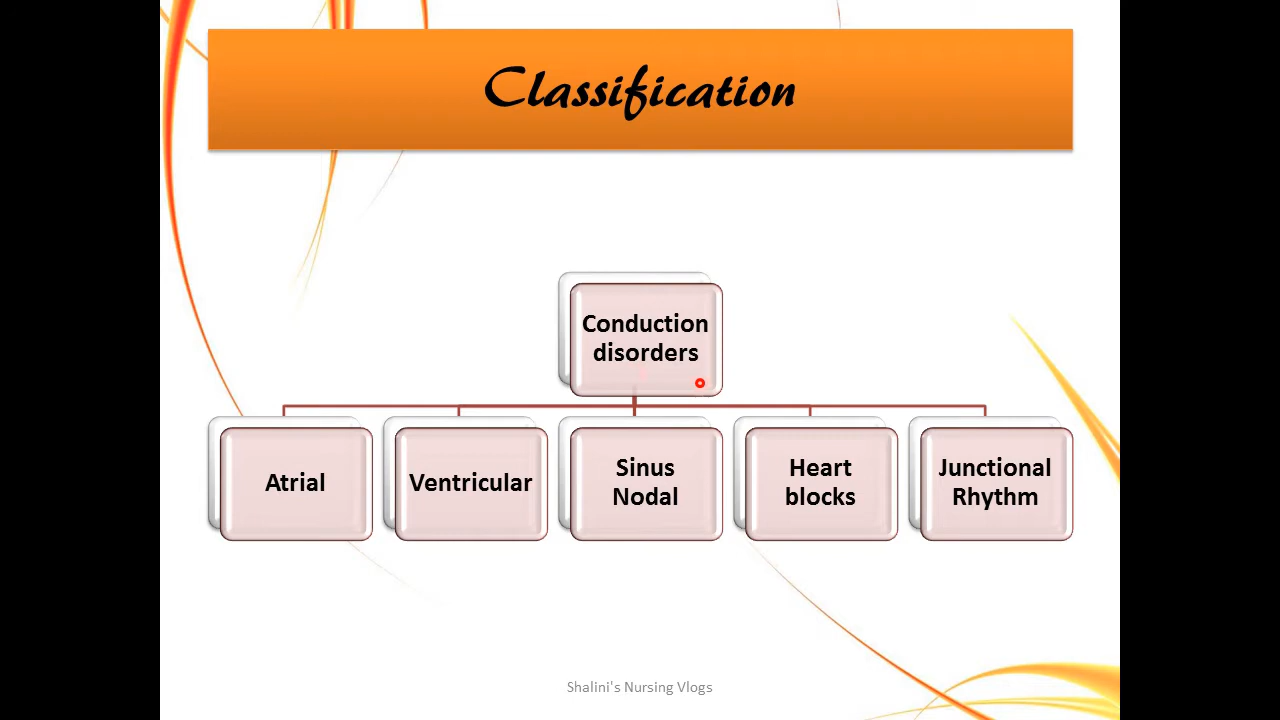 Classification
Conduction
disorders
Atrial
Ventricular
Sinus
Nodal
Heart
blocks
Junctional
Rhythm
Shalini's Nursing Vlogs